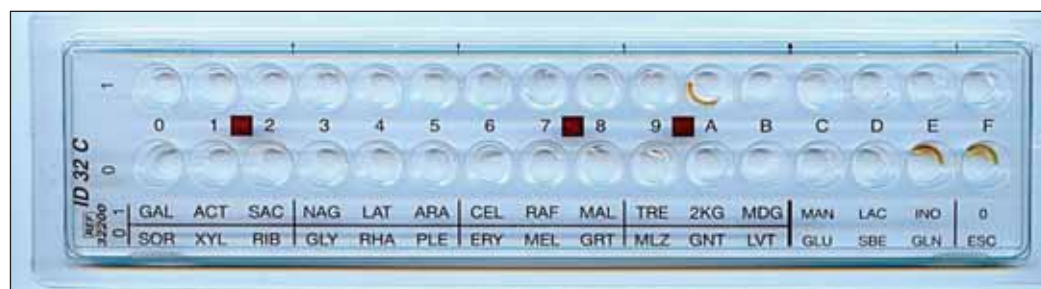 1
0 1 2 3 4 5 6 7 8 9 A B C D E F
0
ID 32 C
REF 32200
1 GAL ACT SAC NAG LAT ARA CEL RAF MAL TRE 2KG MDG MAN LAC INO 0
0 SOR XYL RIB GLY RHA PLE ERY MEL GRT MLZ GNT LVT GLU SBE GLN ESC